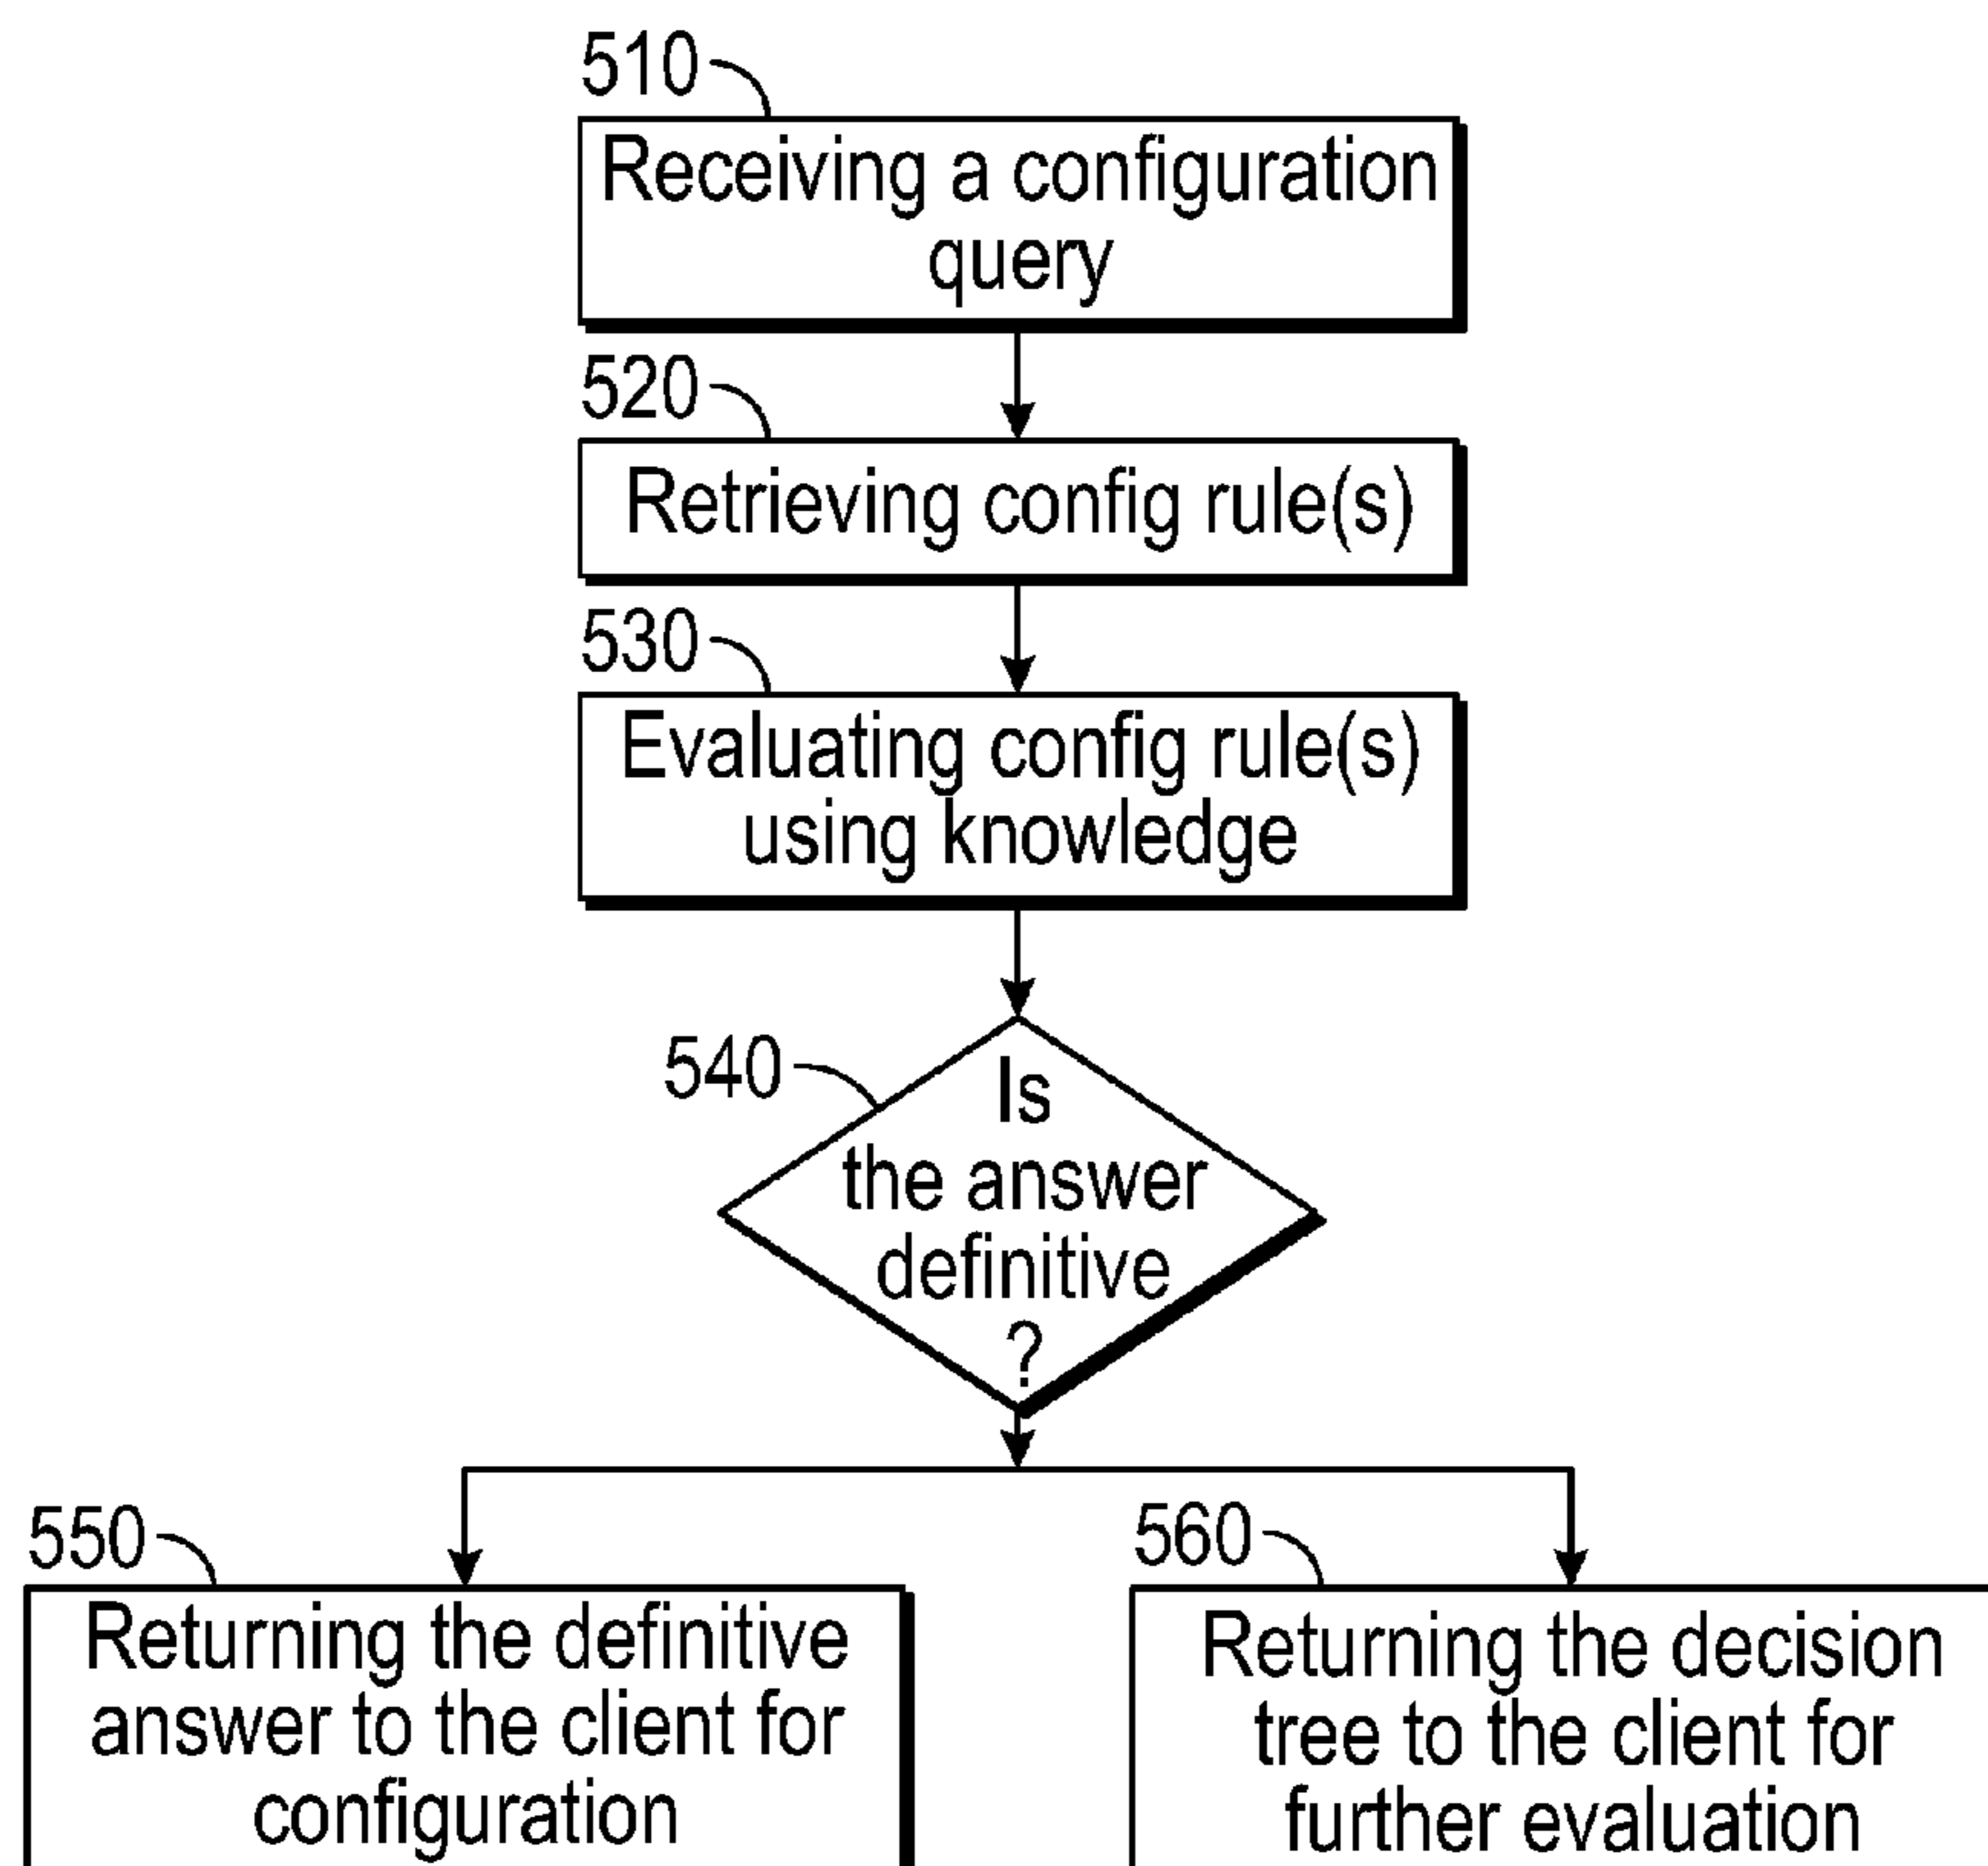 510
Receiving a configuration
query
520
Retrieving config rule(s)
530
Evaluating config rule(s)
using knowledge
540
Is
the answer
definitive
?
550
Returning the definitive
answer to the client for
configuration
560
Returning the decision
tree to the client for
further evaluation